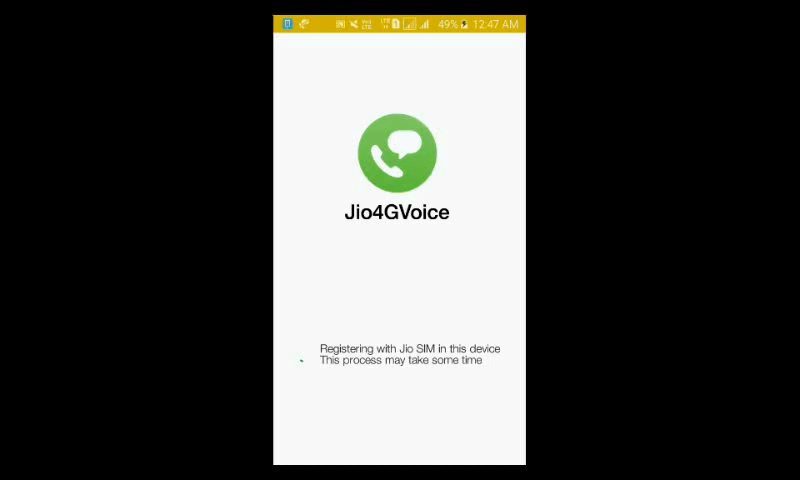 49% 12:47 AM
Jio4GVoice
Registering with Jio SIM in this device
This process may take some time